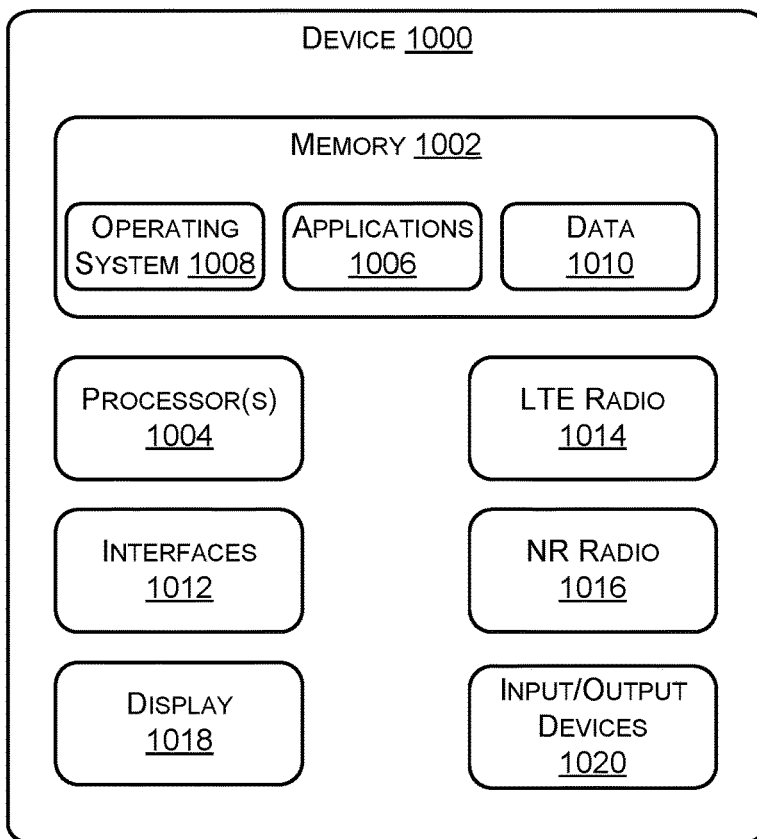 DEVICE 1000
MEMORY 1002
OPERATING
SYSTEM 1008
APPLICATIONS
1006
DATA
1010
PROCESSOR(S)
1004
LTE RADIO
1014
INTERFACES
1012
NR RADIO
1016
DISPLAY
1018
INPUT/OUTPUT
DEVICES
1020